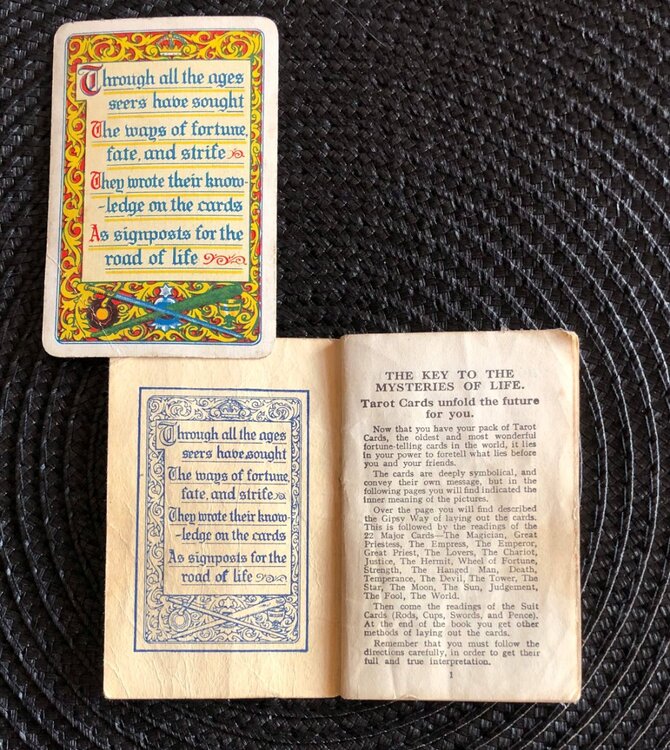 Through all the ages
seers have sought
The ways of fortune,
fate, and strife
They wrote their know-
-ledge on the cards
As signposts for the
road of life
Through all the ages
seers have sought
The ways of fortune,
fate, and strife
They wrote their know-
-ledge on the cards
As signposts for the
road of life
THE KEY TO THE
MYSTERIES OF LIFE.
Tarot Cards unfold the future
for you.
Now that you have your pack of Tarot
Cards, the oldest and most wonderful
fortune-telling cards in the world, it lies
in your power to foretell what lies before
you and your friends.
The cards are deeply symbolical, and
convey their own message, but in the
following pages you will find indicated the
inner meaning of the pictures.
Over the page you will find described
the Gipsy Way of laying out the cards.
This is followed by the readings of the
22 Major Cards—The Magician, Great
Priestess, The Empress, The Emperor,
Great Priest, The Lovers, The Chariot,
Justice, The Hermit, Wheel of Fortune,
Strength, The Hanged Man, Death,
Temperance, The Devil, The Tower, The
Star, The Moon, The Sun, Judgement,
The Fool, The World.
Then come the readings of the Suit
Cards (Rods, Cups, Swords, and Pence).
At the end of the book you get other
methods of laying out the cards.
Remember that you must follow the
directions carefully, in order to get their
full and true interpretation.
1